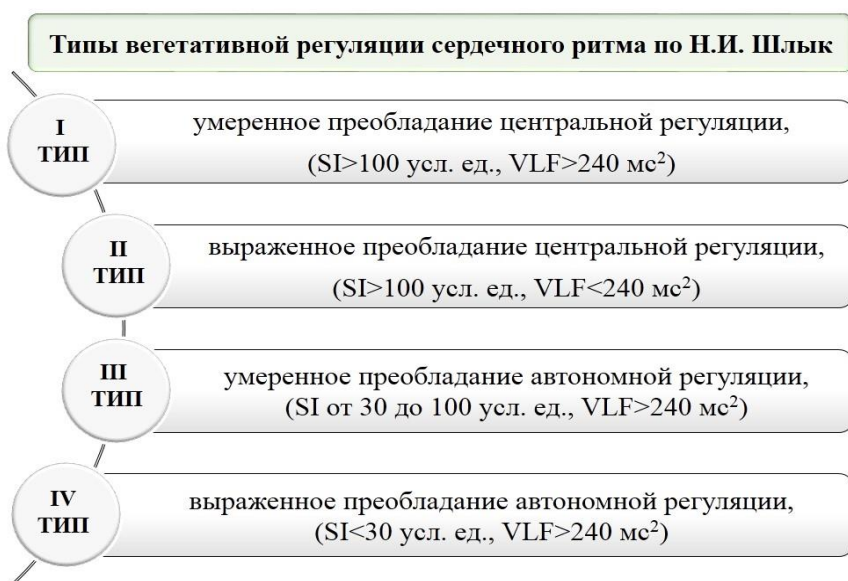 Типы вегетативной регуляции сердечного ритма по Н.И. Шлык
I
ТИП
умеренное преобладание центральной регуляции,
(SI>100 усл. ед., VLF>240 мс²)
II
ТИП
выраженное преобладание центральной регуляции,
(SI>100 усл. ед., VLF<240 мс²)
III
ТИП
умеренное преобладание автономной регуляции,
(SI от 30 до 100 усл. ед., VLF>240 мс²)
IV
ТИП
выраженное преобладание автономной регуляции,
(SI<30 усл. ед., VLF>240 мс²)